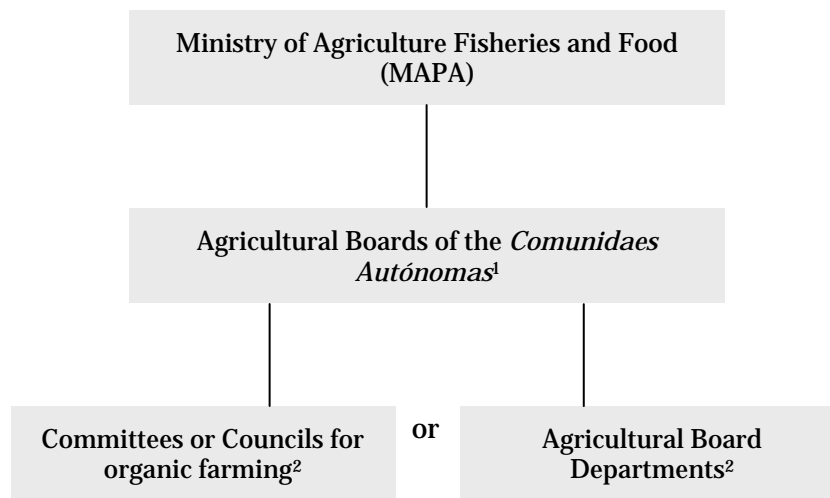 Ministry of Agriculture Fisheries and Food
(MAPA)
Agricultural Boards of the Comunidaes
Autónomas¹
Committees or Councils for
organic farming²
or
Agricultural Board
Departments²